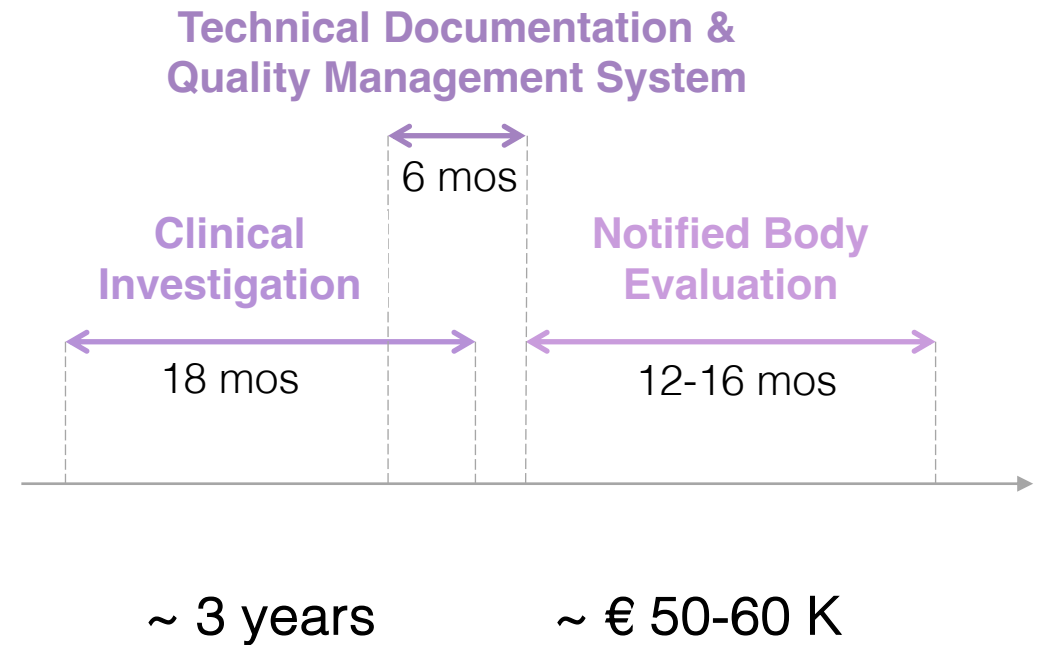 Technical Documentation &
Quality Management System
6 mos
Clinical
Investigation
18 mos
Notified Body
Evaluation
12-16 mos
~ 3 years
~ € 50-60 K